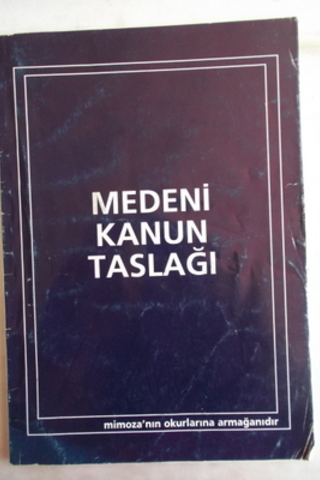 MEDENİ
KANUN
TASLAĞI
mimoza'nın okurlarına armağanıdır